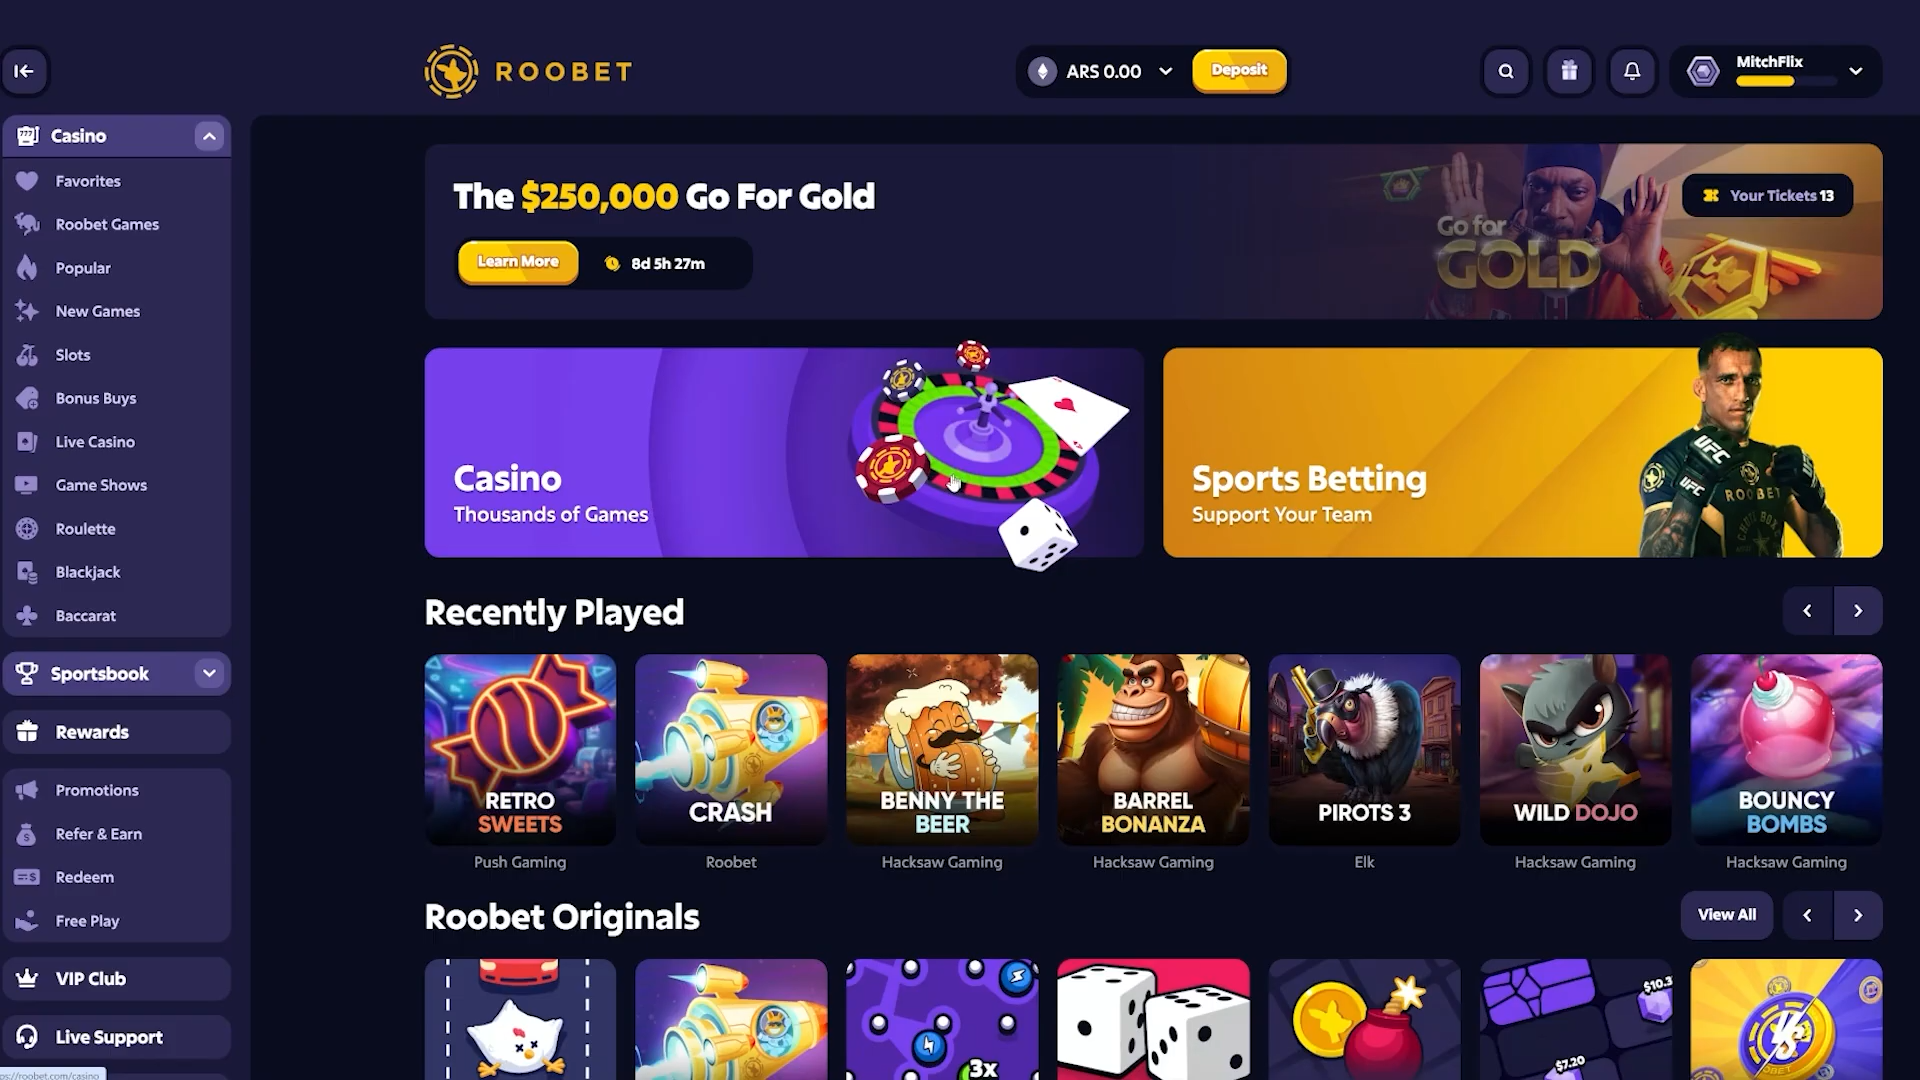 ROOBET
ARS 0.00
Deposit
MitchFlix
Casino
Favorites
Roobet Games
Popular
New Games
Slots
Bonus Buys
Live Casino
Game Shows
Roulette
Blackjack
Baccarat
Sportsbook
Rewards
Promotions
Refer & Earn
Redeem
Free Play
VIP Club
Live Support
The $250,000 Go For Gold
Learn More
8d 5h 27m
Go for
GOLD
Your Tickets 13
Casino
Thousands of Games
Sports Betting
Support Your Team
UFC
UFC
ROOBET
Recently Played
RETRO
SWEETS
Push Gaming
CRASH
Roobet
BENNY THE
BEER
Hacksaw Gaming
BARREL
BONANZA
Hacksaw Gaming
PIROTS 3
Elk
WILD DOJO
Hacksaw Gaming
BOUNCY
BOMBS
Hacksaw Gaming
Roobet Originals
View All
3x
$10.3
$7.20
ps://roobet.com/casino